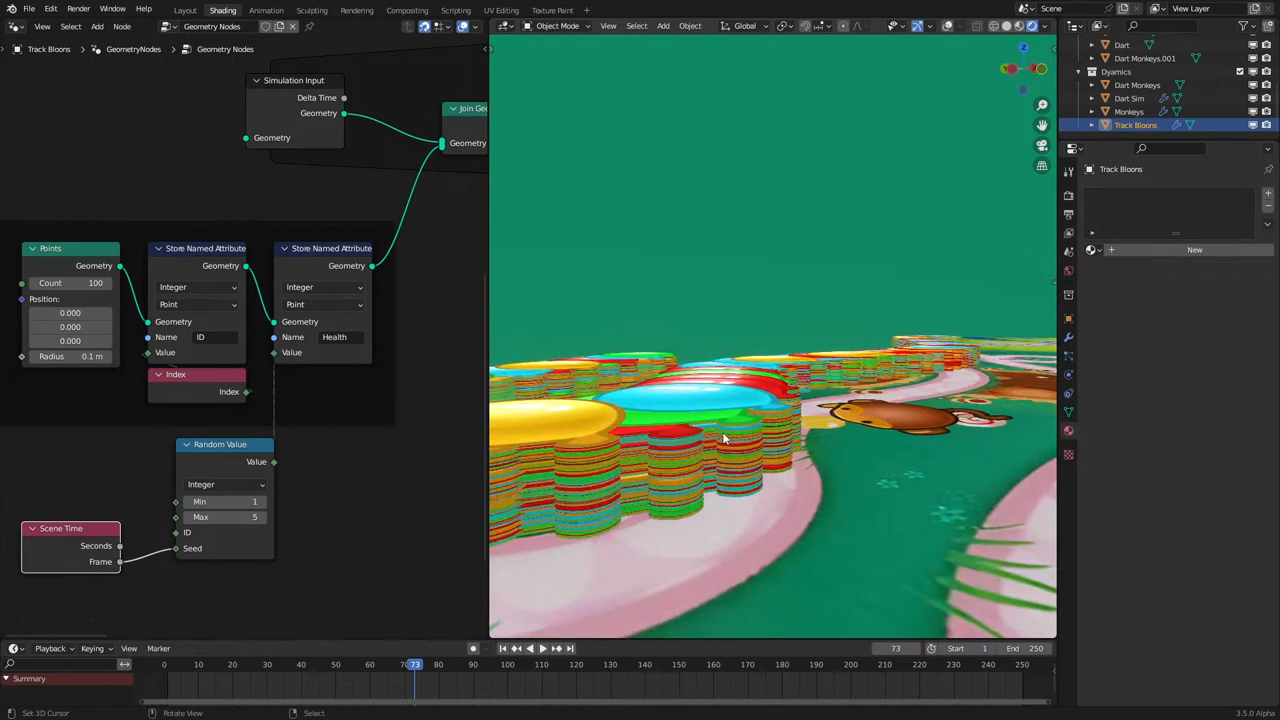 File Edit Render Window Help Layout Shading Animation Rendering Compositing Scripting UV Editing Texture Paint Scene View Layer
View Select Add Node Geometry Nodes Object Mode View Select Add Object Global
Track Bloons GeometryNodes Geometry Nodes
Dart
Dart Monkeys.001
Dyamics
Dart Monkeys
Dart Sim
Monkeys
Track Bloons
Track Bloons
New
Simulation Input
Delta Time
Geometry
Geometry
Join Geo
Geometry
Points
Geometry
Count 100
Position:
0.000
0.000
0.000
Radius 0.1 m
Store Named Attribute
Geometry
Integer
Point
Geometry
Name ID
Value
Index
Index
Store Named Attribute
Geometry
Integer
Point
Geometry
Name Health
Value
Random Value
Value
Integer
Min 1
Max 5
ID
Seed
Scene Time
Seconds
Frame
Z
Playback Keying View Marker 73 Start 1 End 250
0 10 20 30 40 50 60 73 80 90 100 110 120 130 140 150 160 170 180 190 200 210 220 230 240 250
Summary
Set 3D Cursor Rotate View Select 3.5.0 Alpha